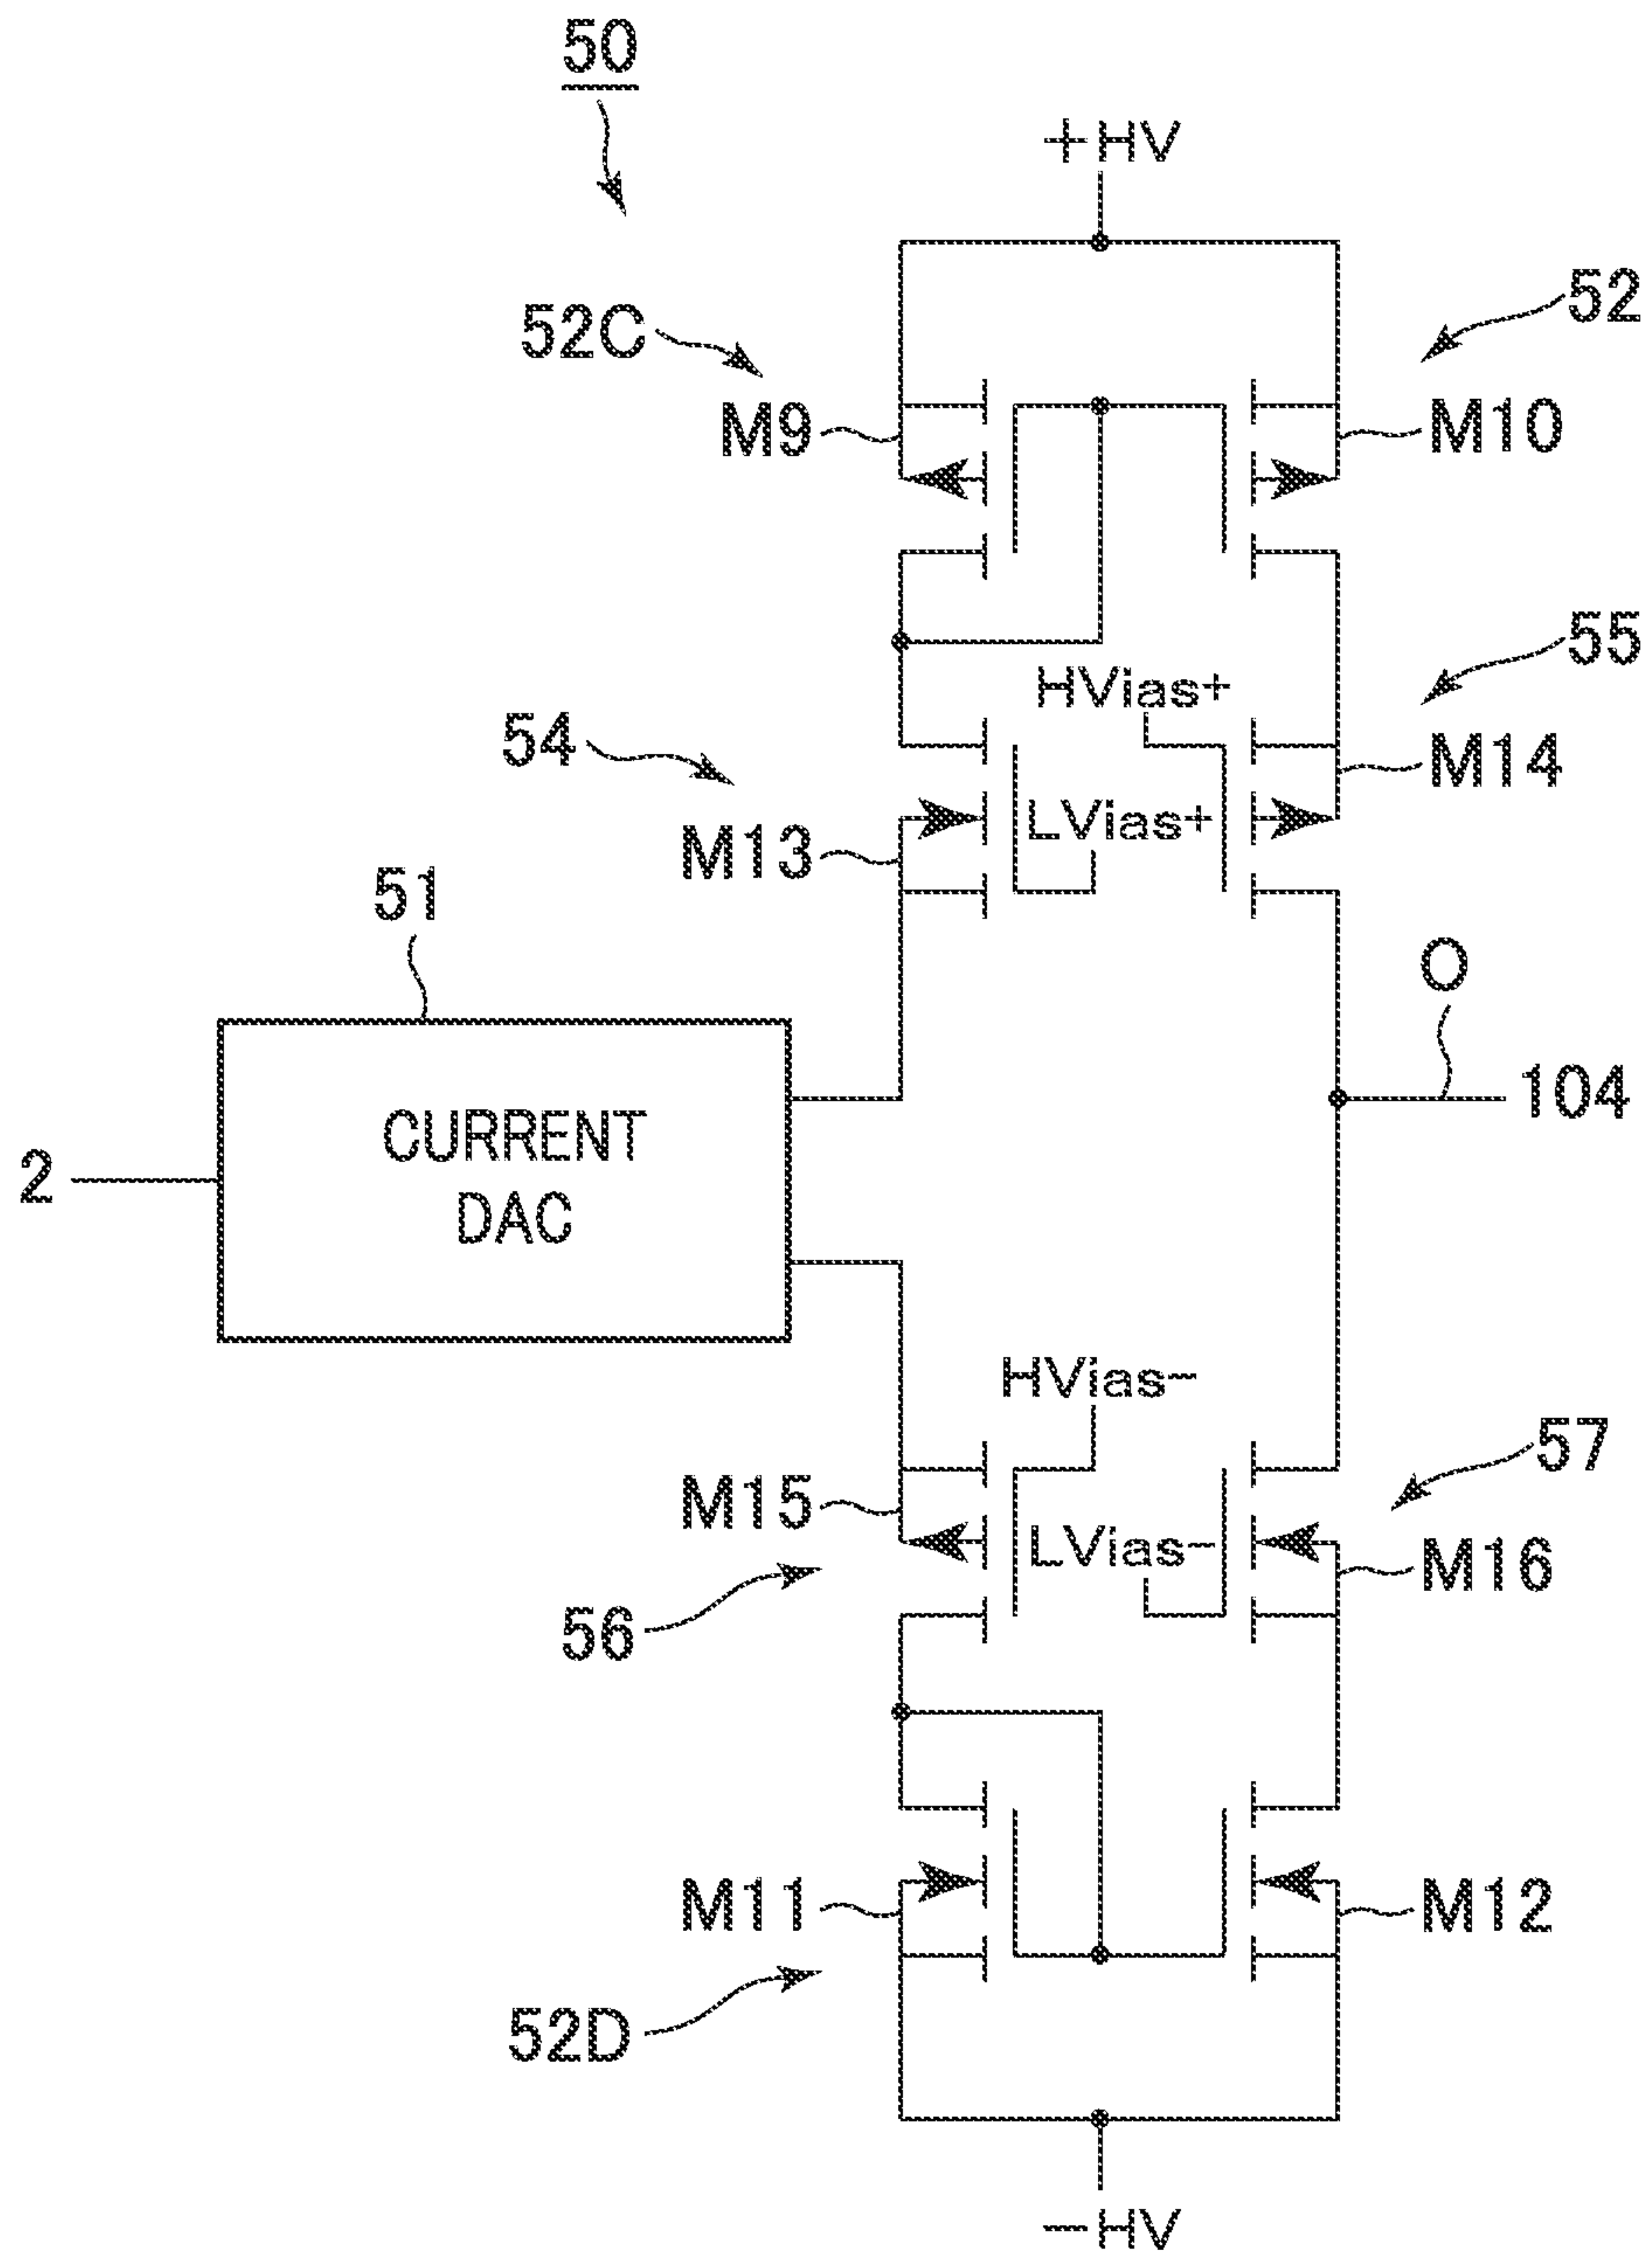 50
+HV
52
52C
M9
M10
55
HVias+
54
M14
LVias+
M13
51
O
CURRENT
DAC
104
2
HVias-
57
M15
LVias-
M16
56
M11
M12
52D
-HV